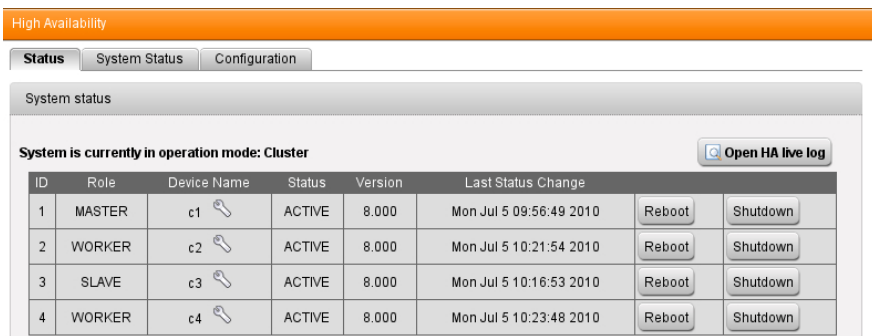 High Availability
Status System Status Configuration
System status
System is currently in operation mode: Cluster Open HA live log
ID Role Device Name Status Version Last Status Change
1 MASTER c1 ACTIVE 8.000 Mon Jul 5 09:56:49 2010 Reboot Shutdown
2 WORKER c2 ACTIVE 8.000 Mon Jul 5 10:21:54 2010 Reboot Shutdown
3 SLAVE c3 ACTIVE 8.000 Mon Jul 5 10:16:53 2010 Reboot Shutdown
4 WORKER c4 ACTIVE 8.000 Mon Jul 5 10:23:48 2010 Reboot Shutdown